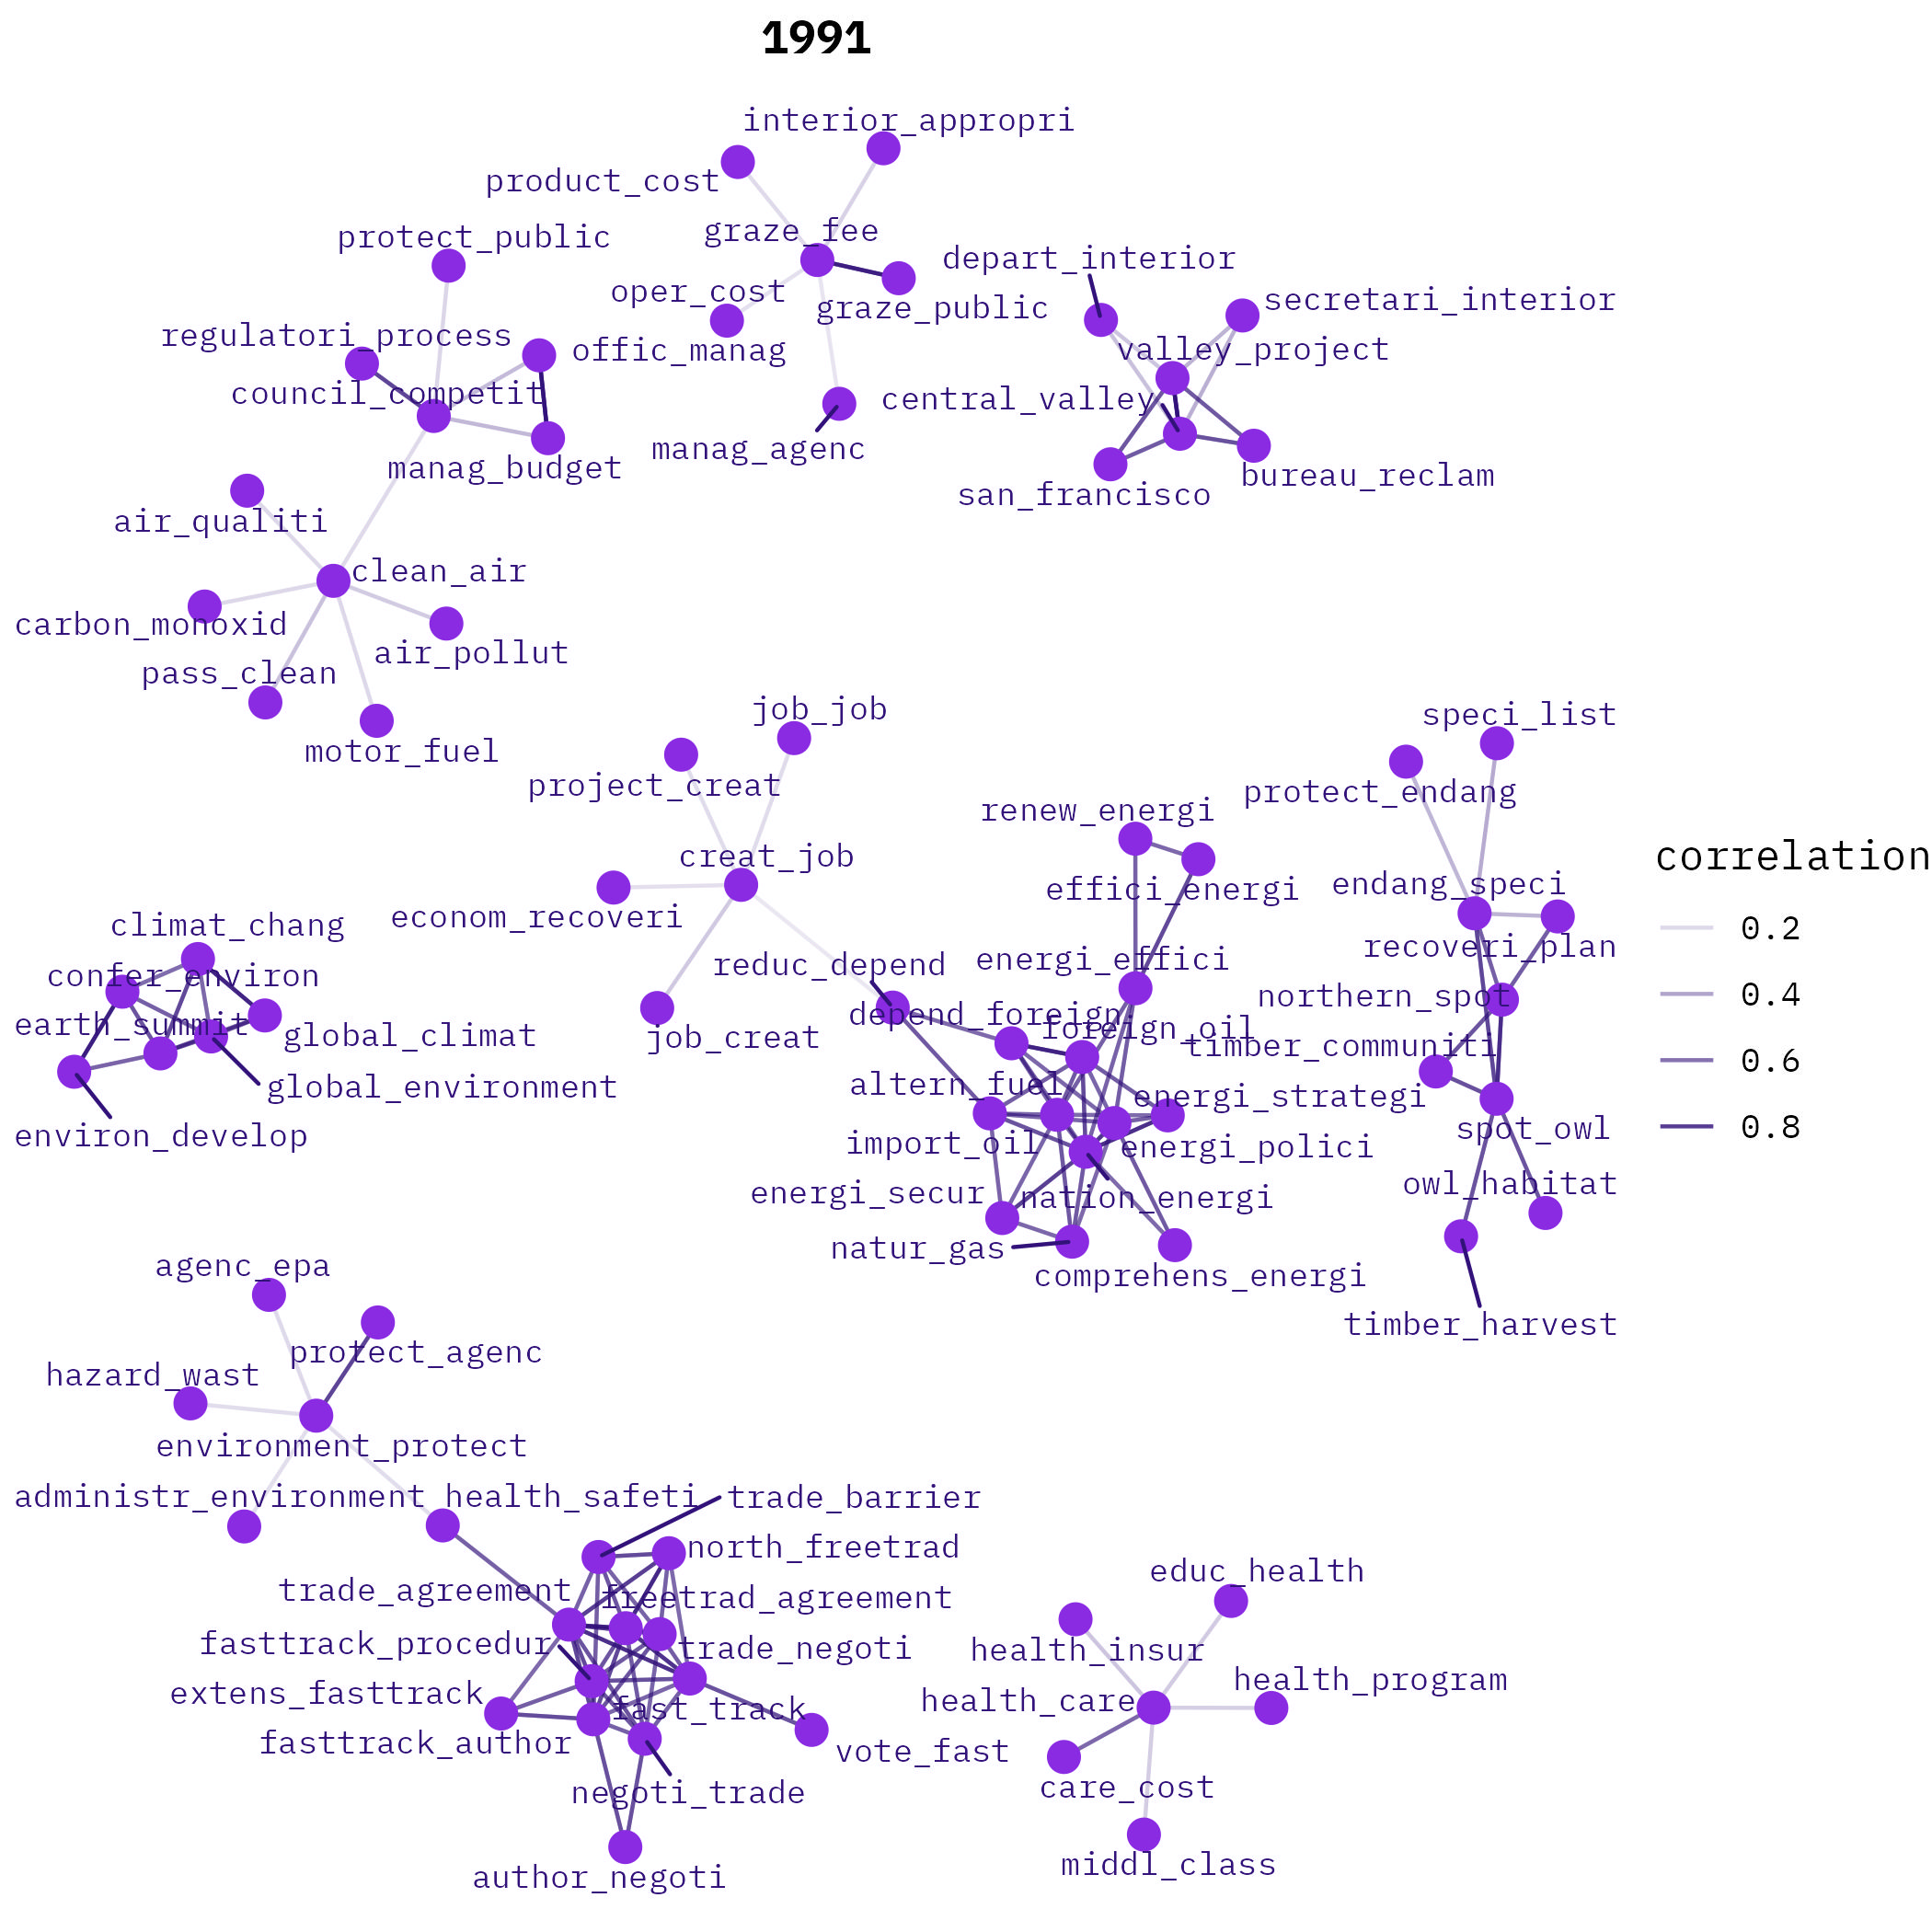 1991
interior_appropri
product_cost
graze_fee
protect_public
depart_interior
oper_cost
secretari_interior
graze_public
regulatori_process
offic_manag
valley_project
council_competit
central_valley
manag_agenc
manag_budget
bureau_reclam
san_francisco
air_qualiti
clean_air
carbon_monoxid
air_pollut
pass_clean
motor_fuel
job_job
speci_list
project_creat
protect_endang
renew_energi
correlation
creat_job
endang_speci
effici_energi
econom_recoveri
climat_chang
0.2
recoveri_plan
energi_effici
reduc_depend
confer_environ
0.4
northern_spot
depend_foreign
earth_summit
foreign_oil
global_climat
job_creat
timber_communiti
0.6
altern_fuel
global_environment
energi_strategi
0.8
spot_owl
environ_develop
import_oil
energi_polici
owl_habitat
energi_secur
nation_energi
natur_gas
agenc_epa
comprehens_energi
timber_harvest
protect_agenc
hazard_wast
environment_protect
administr_environment
health_safeti
trade_barrier
north_freetrad
educ_health
trade_agreement
freetrad_agreement
fasttrack_procedur
trade_negoti
health_insur
health_program
extens_fasttrack
health_care
fast_track
fasttrack_author
vote_fast
care_cost
negoti_trade
middl_class
author_negoti